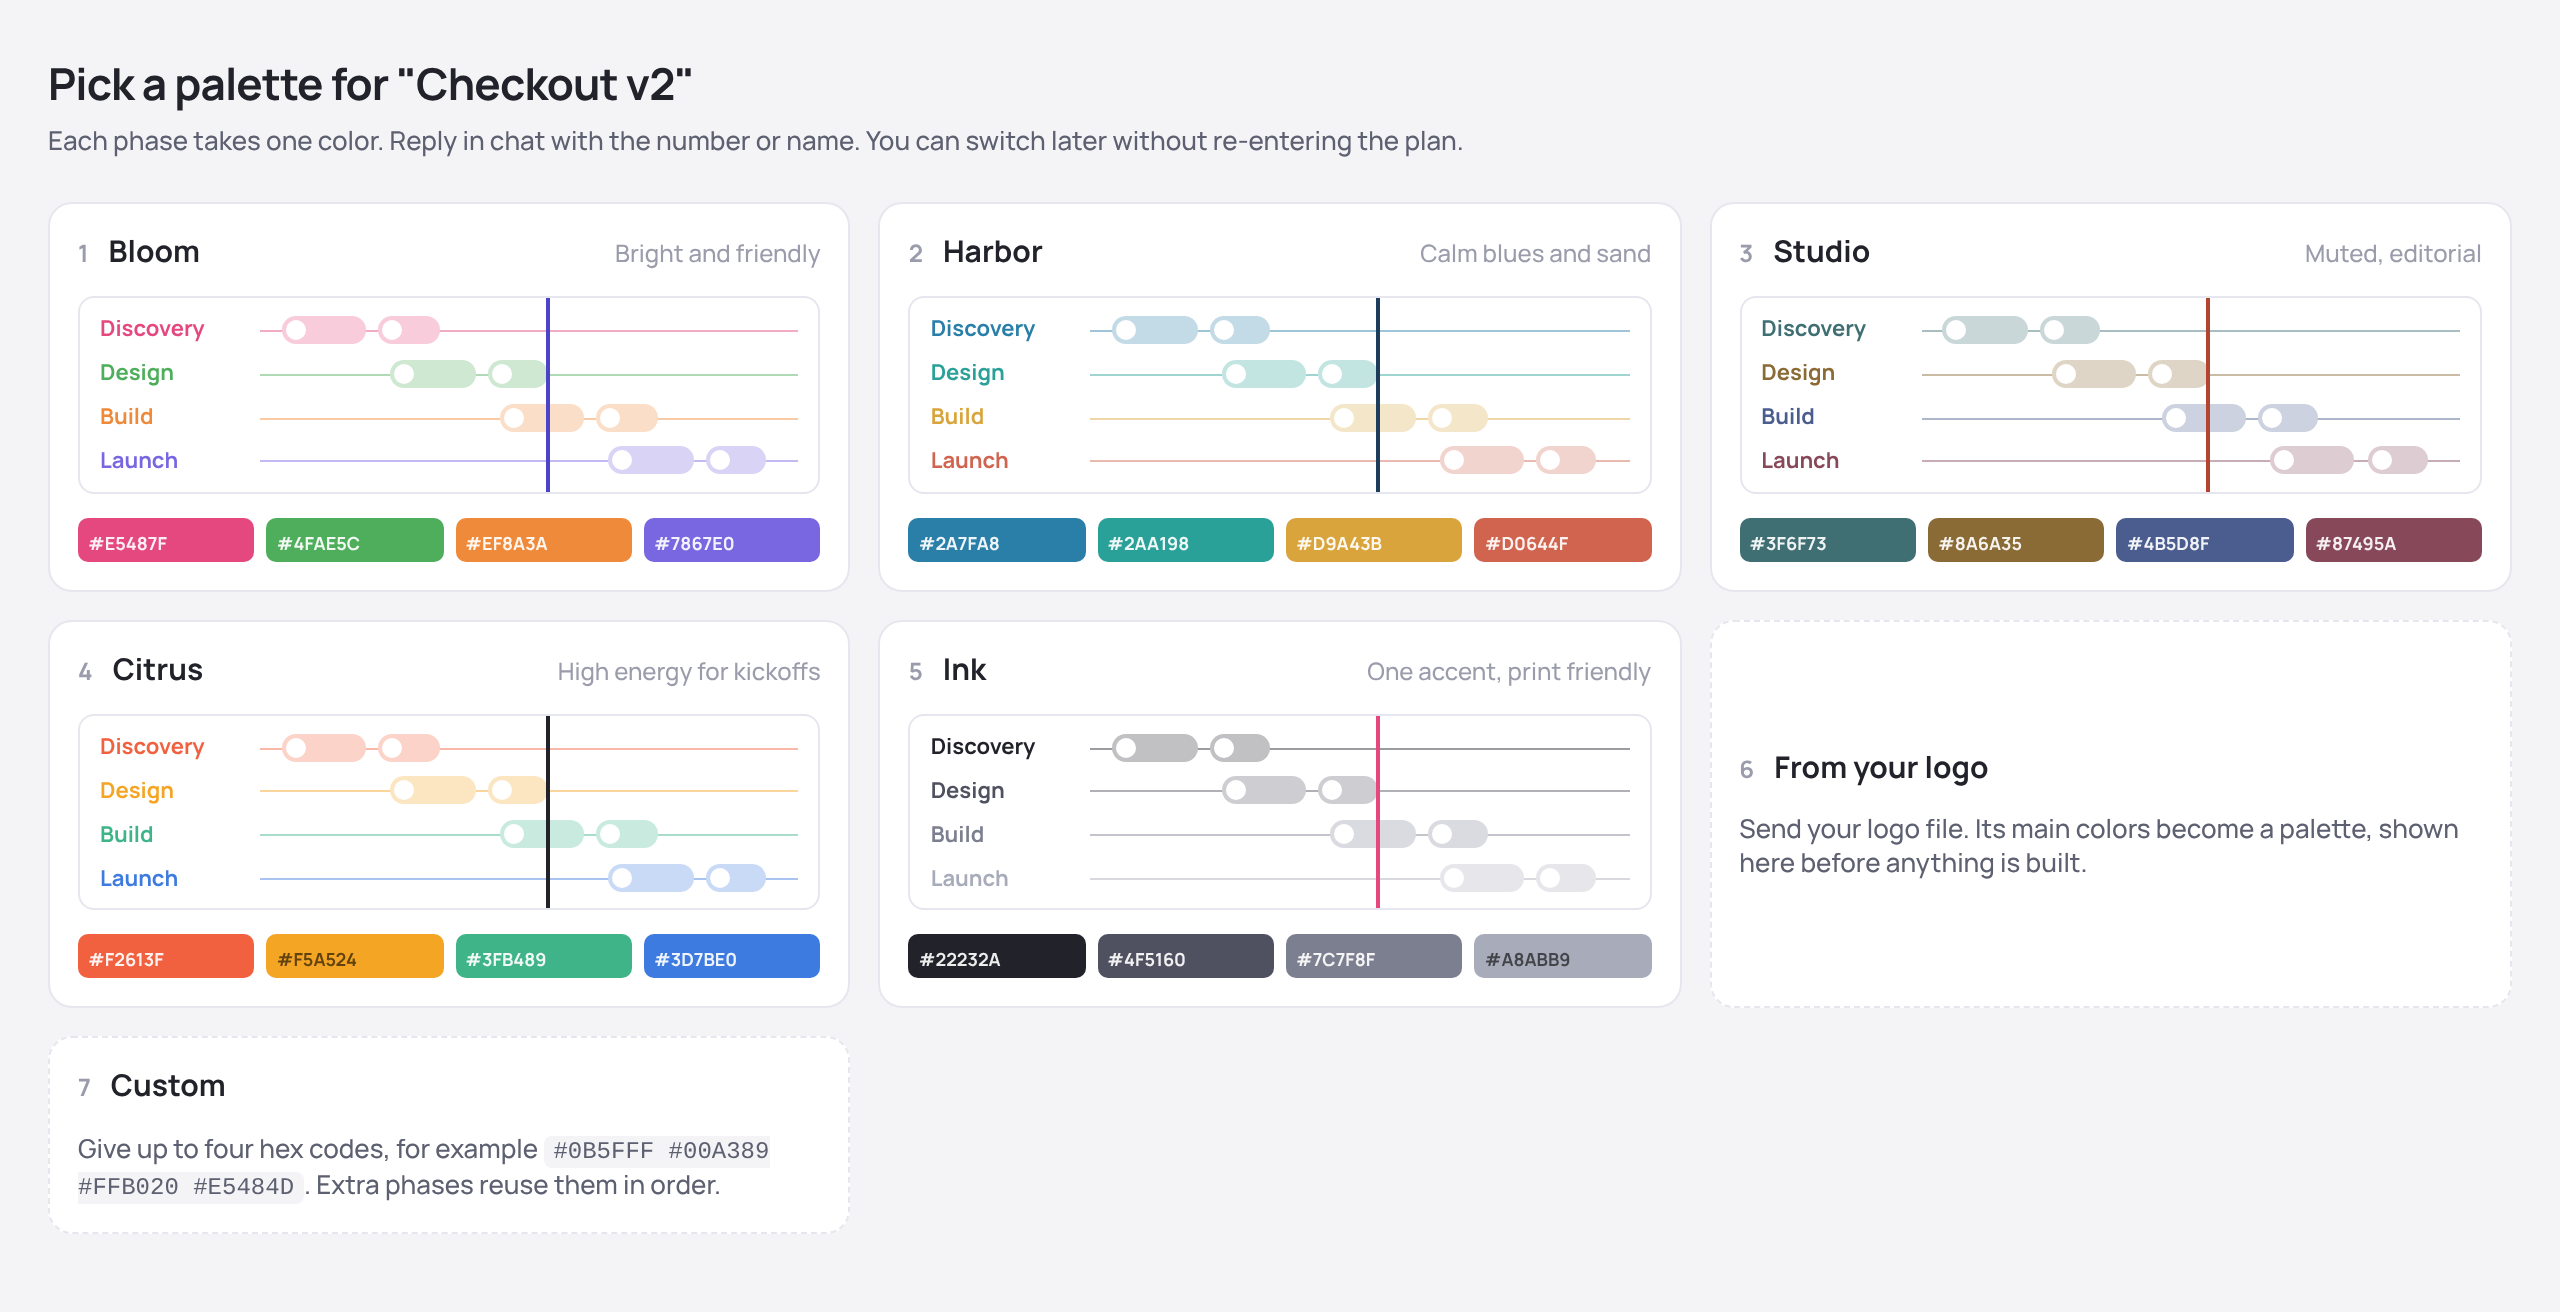 Pick a palette for "Checkout v2"
Each phase takes one color. Reply in chat with the number or name. You can switch later without re-entering the plan.
1 Bloom Bright and friendly
Discovery
Design
Build
Launch
#E5487F #4FAE5C #EF8A3A #7867E0
2 Harbor Calm blues and sand
Discovery
Design
Build
Launch
#2A7FA8 #2AA198 #D9A43B #D0644F
3 Studio Muted, editorial
Discovery
Design
Build
Launch
#3F6F73 #8A6A35 #4B5D8F #87495A
4 Citrus High energy for kickoffs
Discovery
Design
Build
Launch
#F2613F #F5A524 #3FB489 #3D7BE0
5 Ink One accent, print friendly
Discovery
Design
Build
Launch
#22232A #4F5160 #7C7F8F #A8ABB9
6 From your logo
Send your logo file. Its main colors become a palette, shown
here before anything is built.
7 Custom
Give up to four hex codes, for example #0B5FFF #00A389
#FFB020 #E5484D . Extra phases reuse them in order.